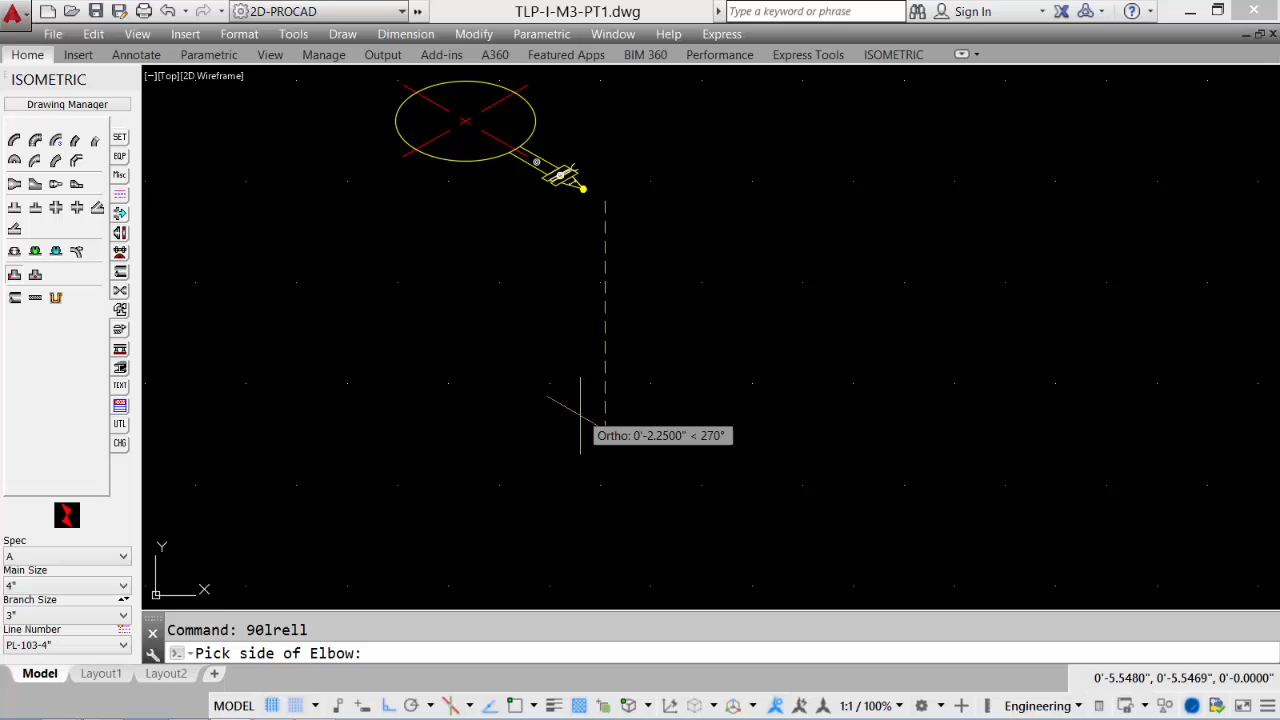 2D-PROCAD
TLP-I-M3-PT1.dwg
Type a keyword or phrase
Sign In
File Edit View Insert Format Tools Draw Dimension Modify Parametric Window Help Express
Home Insert Annotate Parametric View Manage Output Add-ins A360 Featured Apps BIM 360 Performance Express Tools ISOMETRIC
ISOMETRIC
[−][Top][2D Wireframe]
Drawing Manager
SET
EQP
Misc
TEXT
UTL
CHG
Ortho: 0'-2.2500" < 270°
Spec
A
Main Size
4"
Branch Size
3"
Line Number
PL-103-4"
Y
X
Command: 90lrell
Pick side of Elbow:
Model Layout1 Layout2 +
0'-5.5480", 0'-5.5469", 0'-0.0000"
MODEL
1:1 / 100%
Engineering